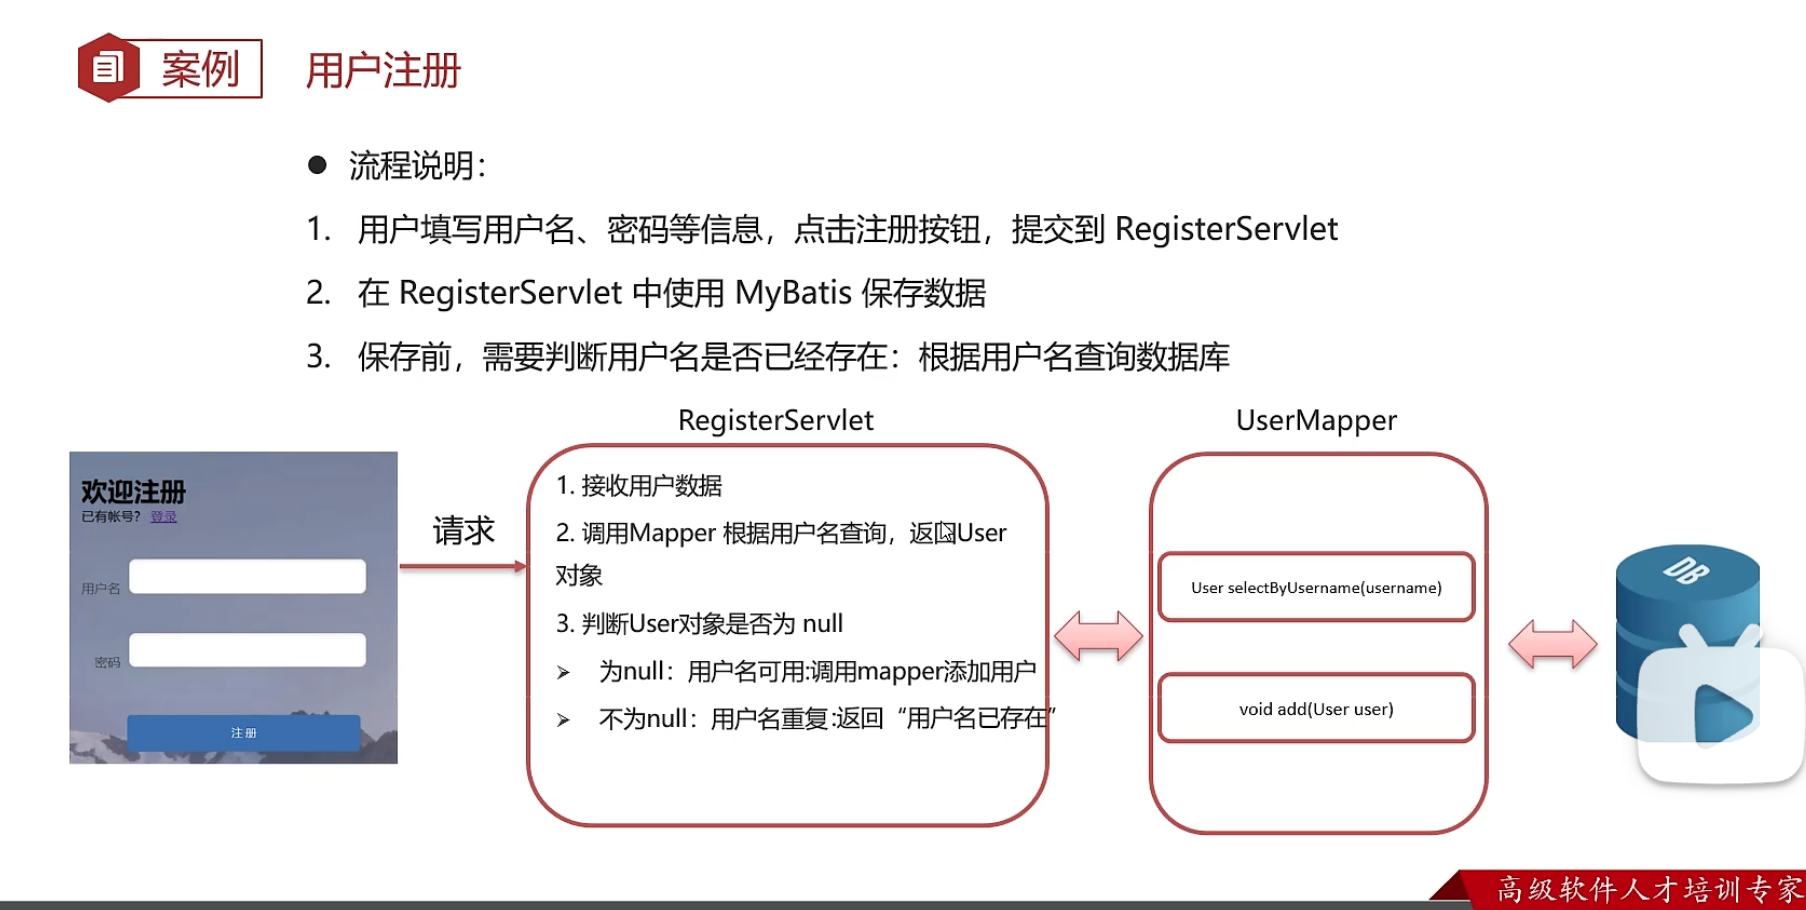 案例
用户注册
● 流程说明：
1. 用户填写用户名、密码等信息，点击注册按钮，提交到 RegisterServlet
2. 在 RegisterServlet 中使用 MyBatis 保存数据
3. 保存前，需要判断用户名是否已经存在：根据用户名查询数据库
欢迎注册
已有帐号？ 登录
用户名
密码
注册
请求
RegisterServlet
1. 接收用户数据
2. 调用Mapper 根据用户名查询，返回User
对象
3. 判断User对象是否为 null
➢ 为null：用户名可用:调用mapper添加用户
➢ 不为null：用户名重复:返回“用户名已存在”
UserMapper
User selectByUsername(username)
void add(User user)
DB
高级软件人才培训专家